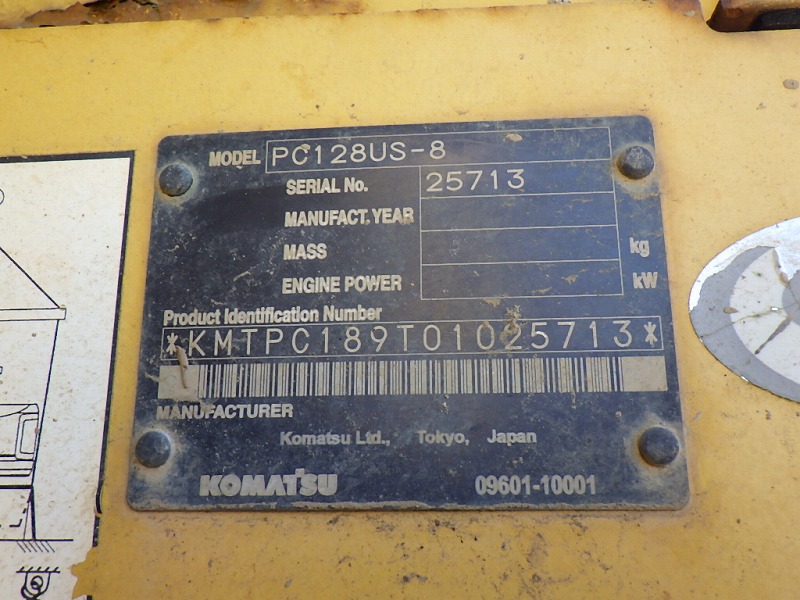 MODEL PC128US-8
SERIAL No. 25713
MANUFACT. YEAR
MASS kg
ENGINE POWER kW
Product Identification Number
*KMTPC189T01025713*
MANUFACTURER
Komatsu Ltd., Tokyo, Japan
KOMATSU 09601-10001
L